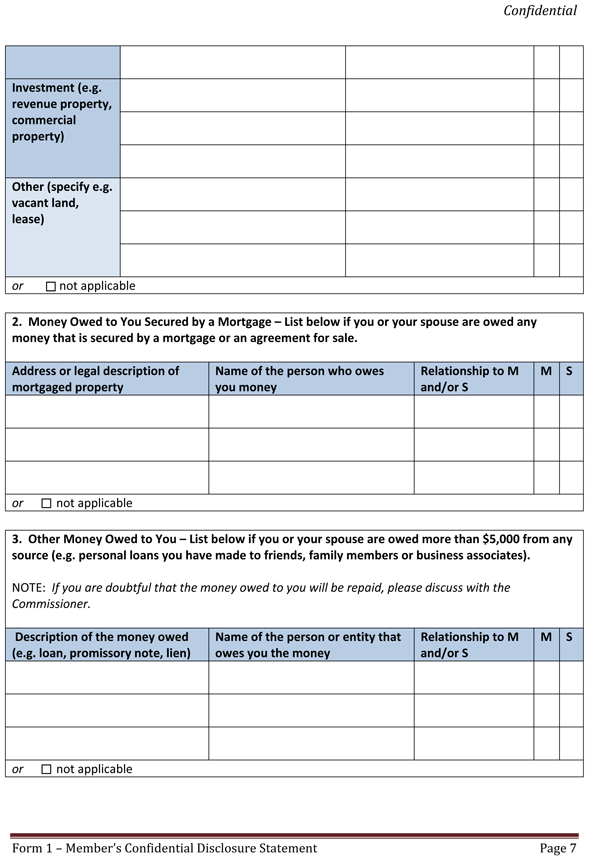 Confidential
Investment (e.g.
revenue property,
commercial
property)
Other (specify e.g.
vacant land,
lease)
or ☐ not applicable
2. Money Owed to You Secured by a Mortgage – List below if you or your spouse are owed any
money that is secured by a mortgage or an agreement for sale.
Address or legal description of Name of the person who owes Relationship to M M S
mortgaged property you money and/or S
or ☐ not applicable
3. Other Money Owed to You – List below if you or your spouse are owed more than $5,000 from any
source (e.g. personal loans you have made to friends, family members or business associates).
NOTE: If you are doubtful that the money owed to you will be repaid, please discuss with the
Commissioner.
Description of the money owed Name of the person or entity that Relationship to M M S
(e.g. loan, promissory note, lien) owes you the money and/or S
or ☐ not applicable
Form 1 – Member's Confidential Disclosure Statement Page 7